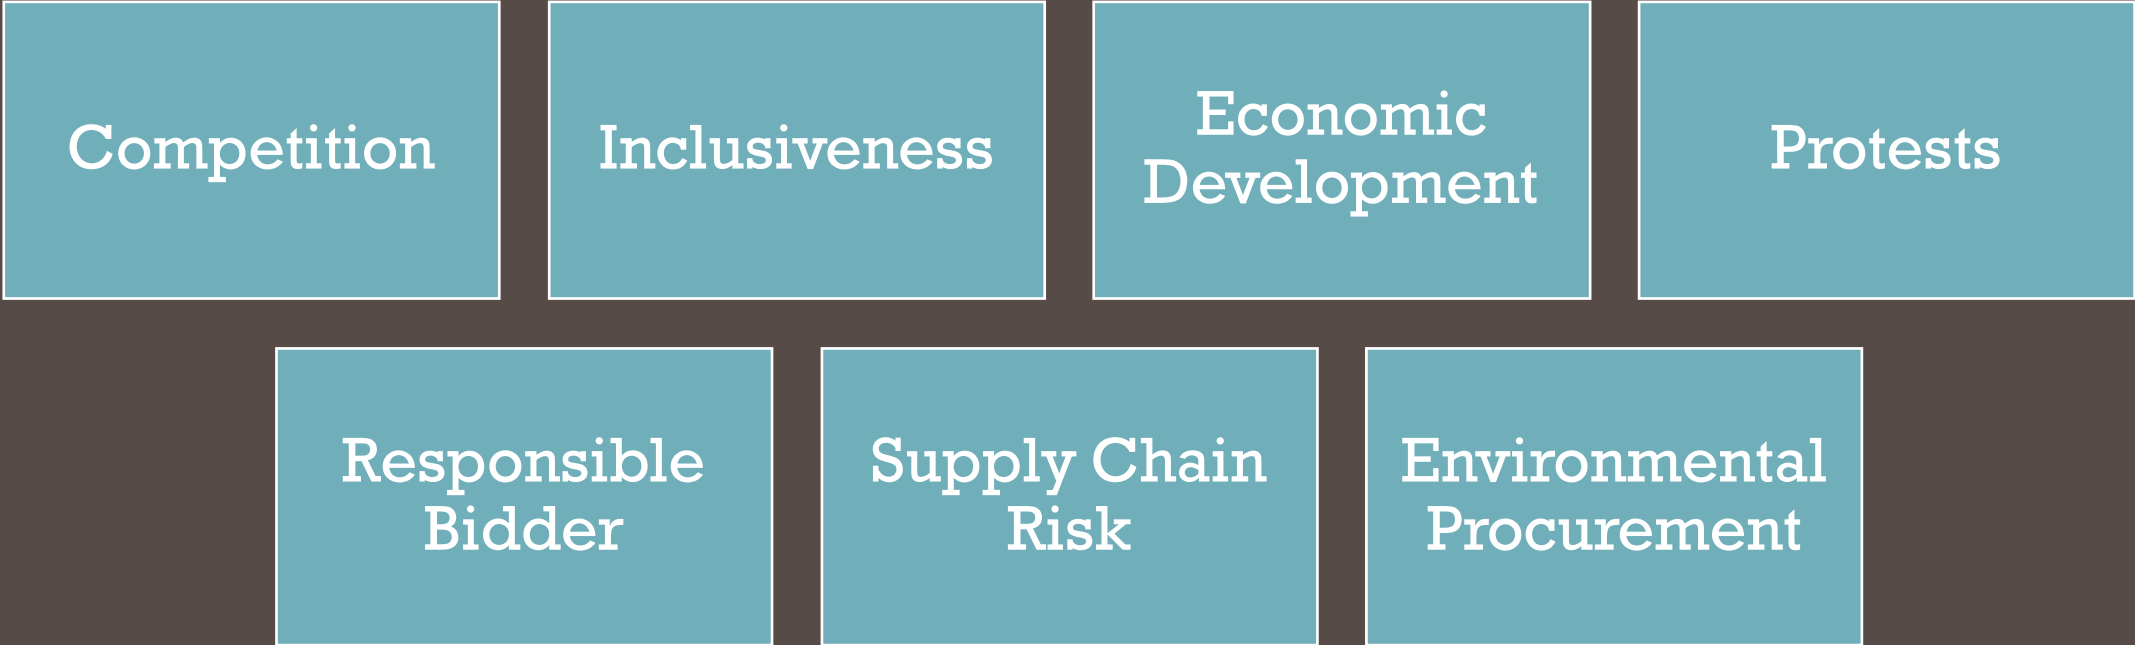 Competition
Inclusiveness
Economic
Development
Protests
Responsible
Bidder
Supply Chain
Risk
Environmental
Procurement